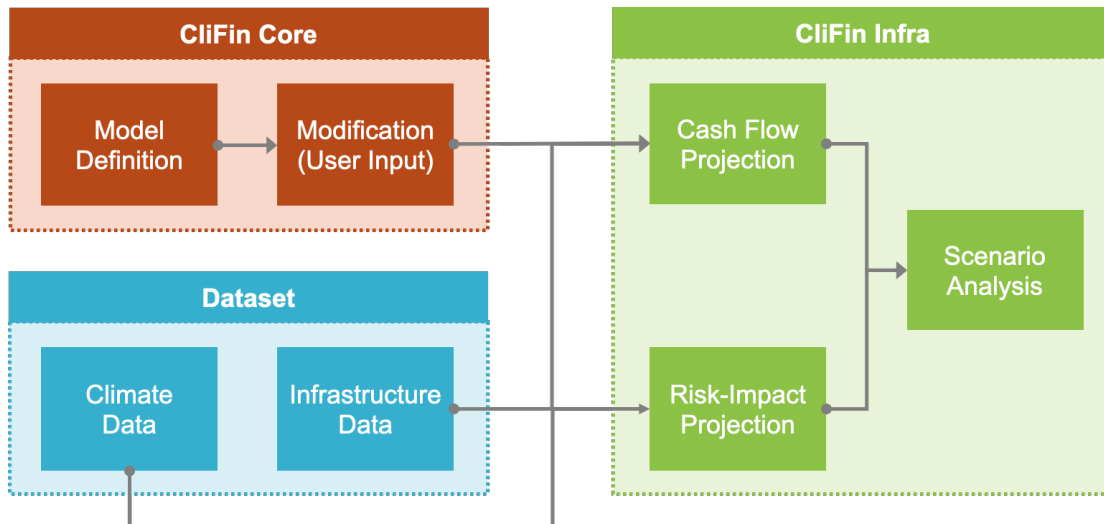 CliFin Core
Model
Definition
Modification
(User Input)
Dataset
Climate
Data
Infrastructure
Data
CliFin Infra
Cash Flow
Projection
Scenario
Analysis
Risk-Impact
Projection